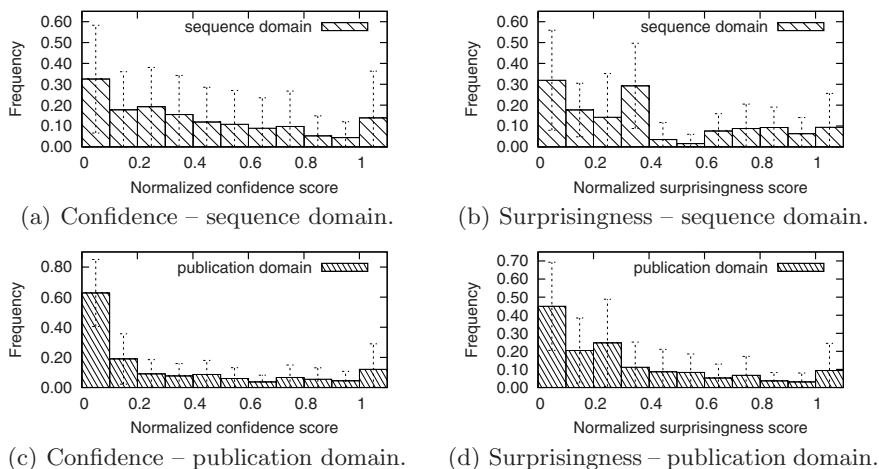 0.60
0.50
0.40
0.30
0.20
0.10
0.00
Frequency
sequence domain
0 0.2 0.4 0.6 0.8 1
Normalized confidence score
(a) Confidence – sequence domain.
0.60
0.50
0.40
0.30
0.20
0.10
0.00
Frequency
sequence domain
0 0.2 0.4 0.6 0.8 1
Normalized surprisingness score
(b) Surprisingness – sequence domain.
0.80
0.60
0.40
0.20
0.00
Frequency
publication domain
0 0.2 0.4 0.6 0.8 1
Normalized confidence score
(c) Confidence – publication domain.
0.70
0.60
0.50
0.40
0.30
0.20
0.10
0.00
Frequency
publication domain
0 0.2 0.4 0.6 0.8 1
Normalized surprisingness score
(d) Surprisingness – publication domain.